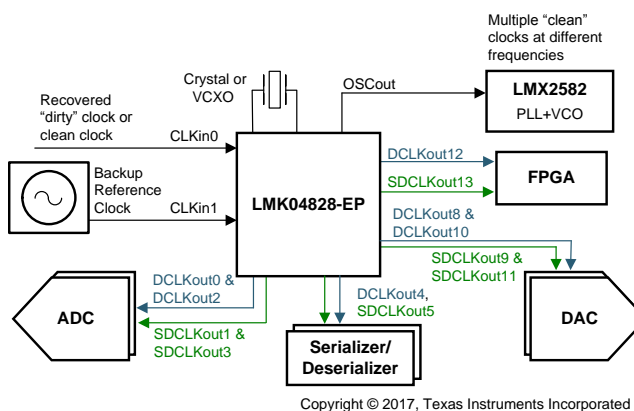 Multiple “clean”
clocks at different
frequencies
Crystal or
VCXO
OSCout
LMX2582
PLL+VCO
Recovered
“dirty” clock or
clean clock
CLKin0
Backup
Reference
Clock
CLKin1
LMK04828-EP
DCLKout12
SDCLKout13
FPGA
DCLKout8 &
DCLKout10
SDCLKout9 &
SDCLKout11
DAC
DCLKout0 &
DCLKout2
ADC
SDCLKout1 &
SDCLKout3
DCLKout4,
SDCLKout5
Serializer/
Deserializer
Copyright © 2017, Texas Instruments Incorporated